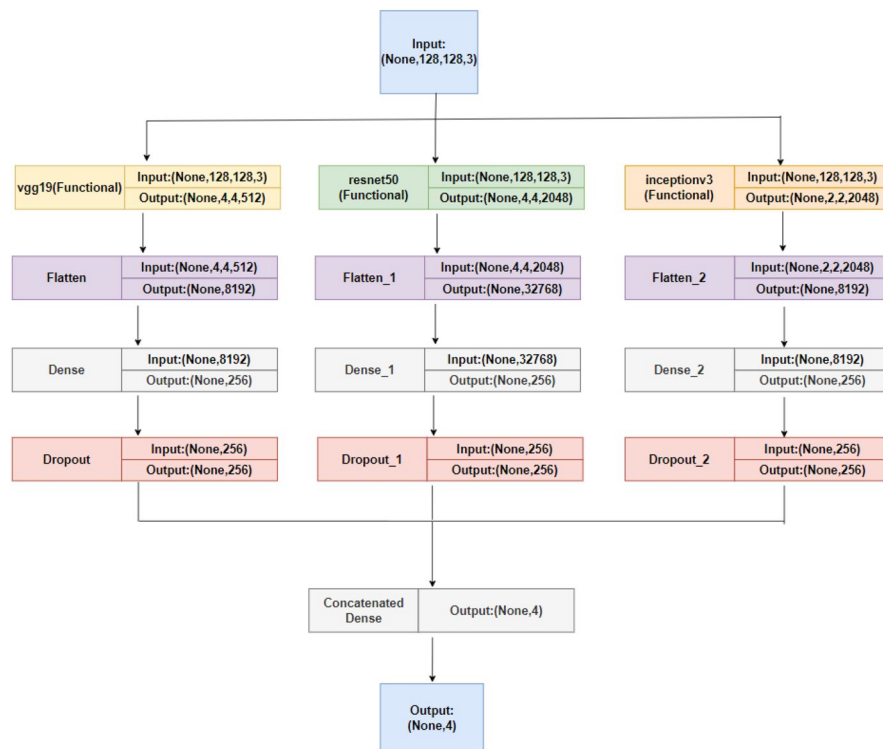 Input:
(None,128,128,3)
vgg19(Functional)
Input:(None,128,128,3)
Output:(None,4,4,512)
resnet50
(Functional)
Input:(None,128,128,3)
Output:(None,4,4,2048)
inceptionv3
(Functional)
Input:(None,128,128,3)
Output:(None,2,2,2048)
Flatten
Input:(None,4,4,512)
Output:(None,8192)
Flatten_1
Input:(None,4,4,2048)
Output:(None,32768)
Flatten_2
Input:(None,2,2,2048)
Output:(None,8192)
Dense
Input:(None,8192)
Output:(None,256)
Dense_1
Input:(None,32768)
Output:(None,256)
Dense_2
Input:(None,8192)
Output:(None,256)
Dropout
Input:(None,256)
Output:(None,256)
Dropout_1
Input:(None,256)
Output:(None,256)
Dropout_2
Input:(None,256)
Output:(None,256)
Concatenated
Dense
Output:(None,4)
Output:
(None,4)